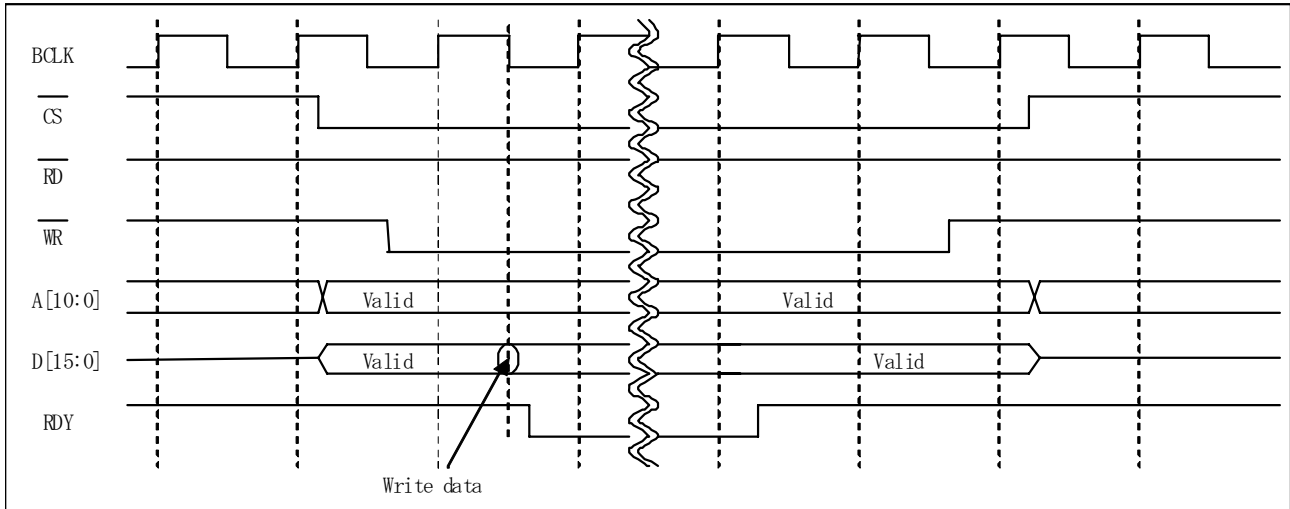 BCLK
CS
RD
WR
A[10:0] Valid Valid
D[15:0] Valid Valid
RDY
Write data